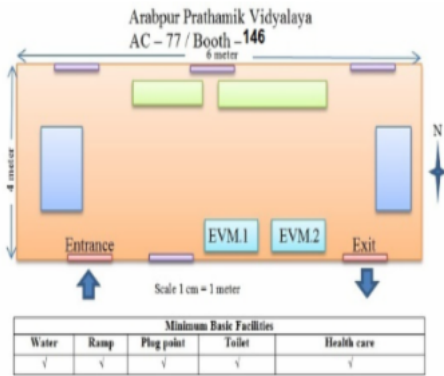 Arabpur Prathamik Vidyalaya
AC – 77 / Booth – 146
6 meter
4 meter
N
EVM.1 EVM.2
Entrance Exit
Scale 1 cm = 1 meter
Minimum Basic Facilities
Water Ramp Plog point Toilet Health care
√ √ √ √ √